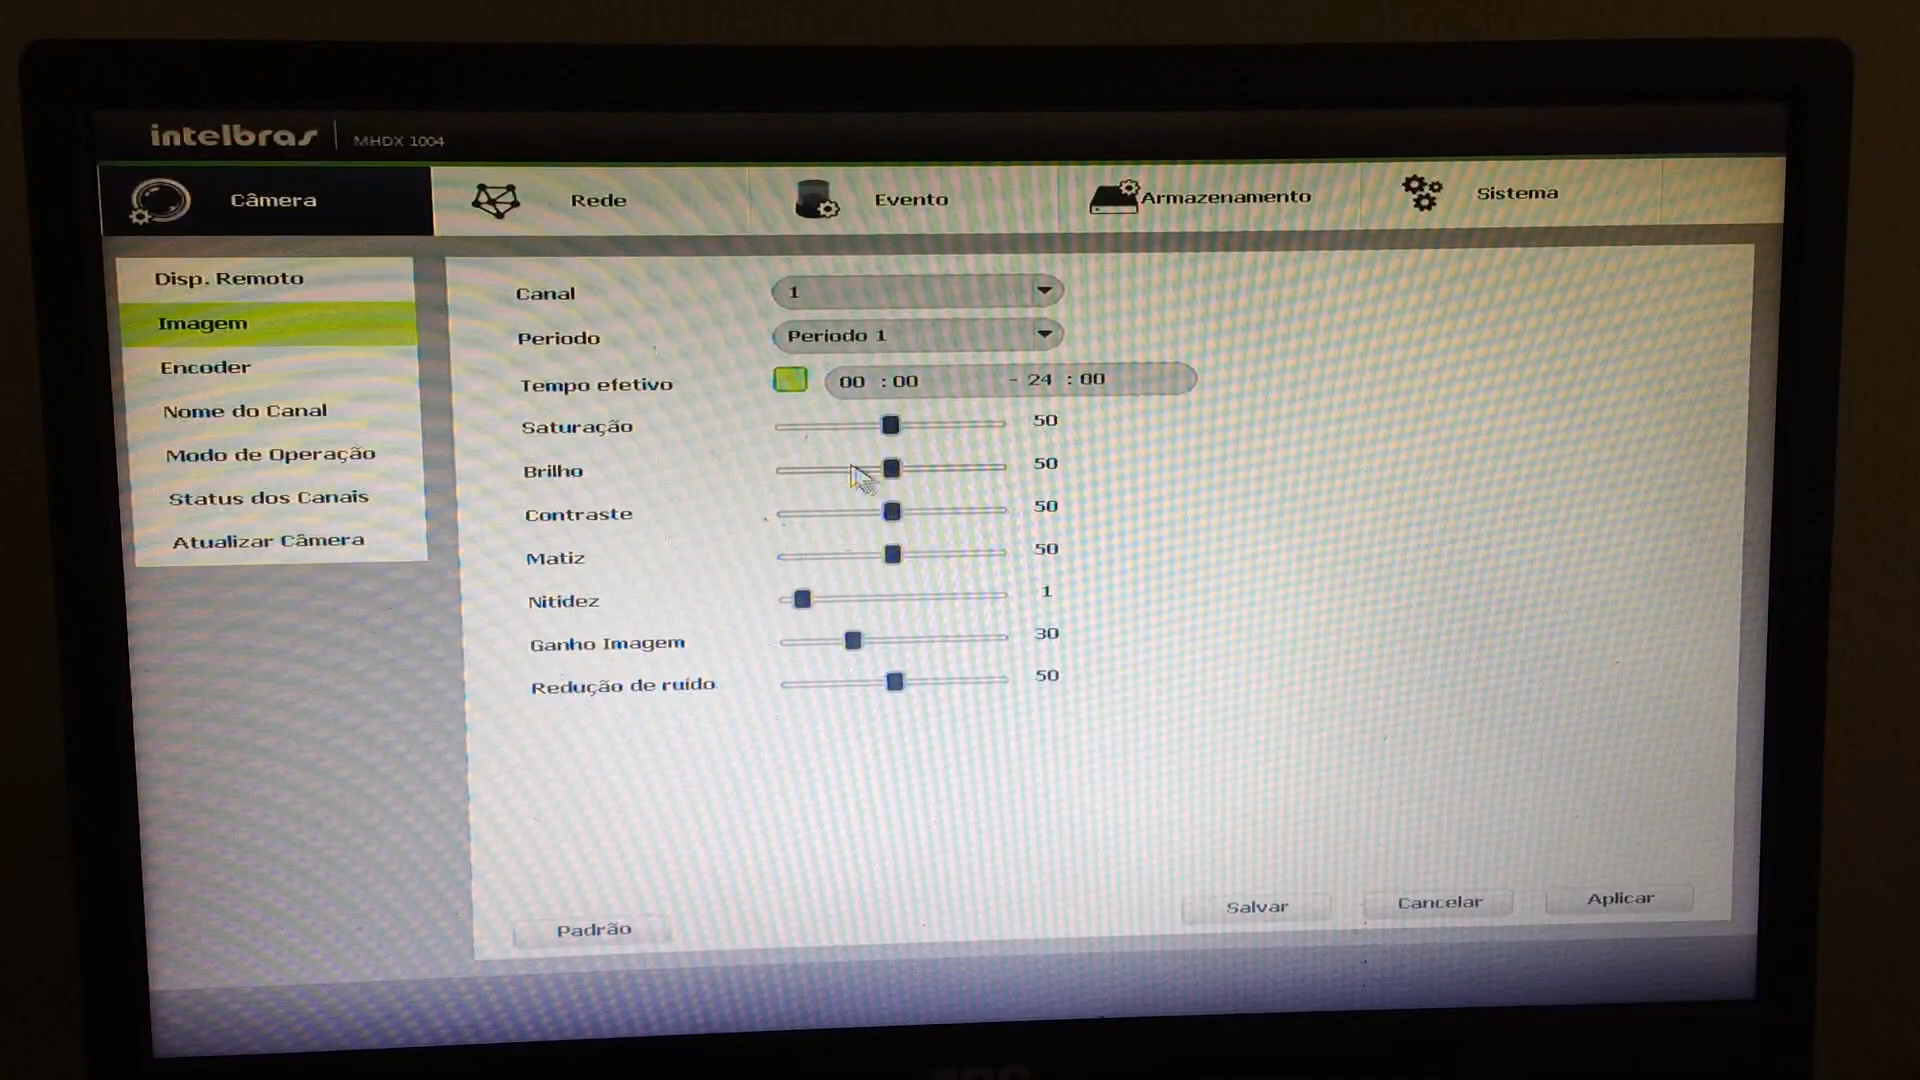 intelbras MHDX 1004
Câmera Rede Evento Armazenamento Sistema
Disp. Remoto
Imagem
Encoder
Nome do Canal
Modo de Operação
Status dos Canais
Atualizar Câmera
Canal 1
Periodo Periodo 1
Tempo efetivo 00 : 00 - 24 : 00
Saturação 50
Brilho 50
Contraste 50
Matiz 50
Nitidez 1
Ganho Imagem 30
Redução de ruído 50
Padrão Salvar Cancelar Aplicar